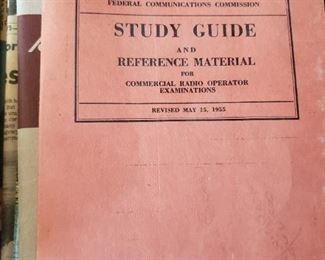 FEDERAL COMMUNICATIONS COMMISSION
STUDY GUIDE
AND
REFERENCE MATERIAL
FOR
COMMERCIAL RADIO OPERATOR
EXAMINATIONS
REVISED MAY 15, 1955